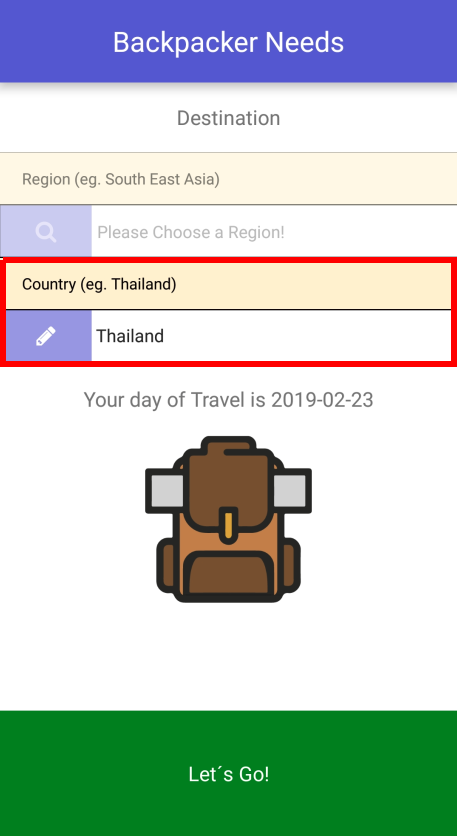 Backpacker Needs
Destination
Region (eg. South East Asia)
Please Choose a Region!
Country (eg. Thailand)
Thailand
Your day of Travel is 2019-02-23
Let´s Go!